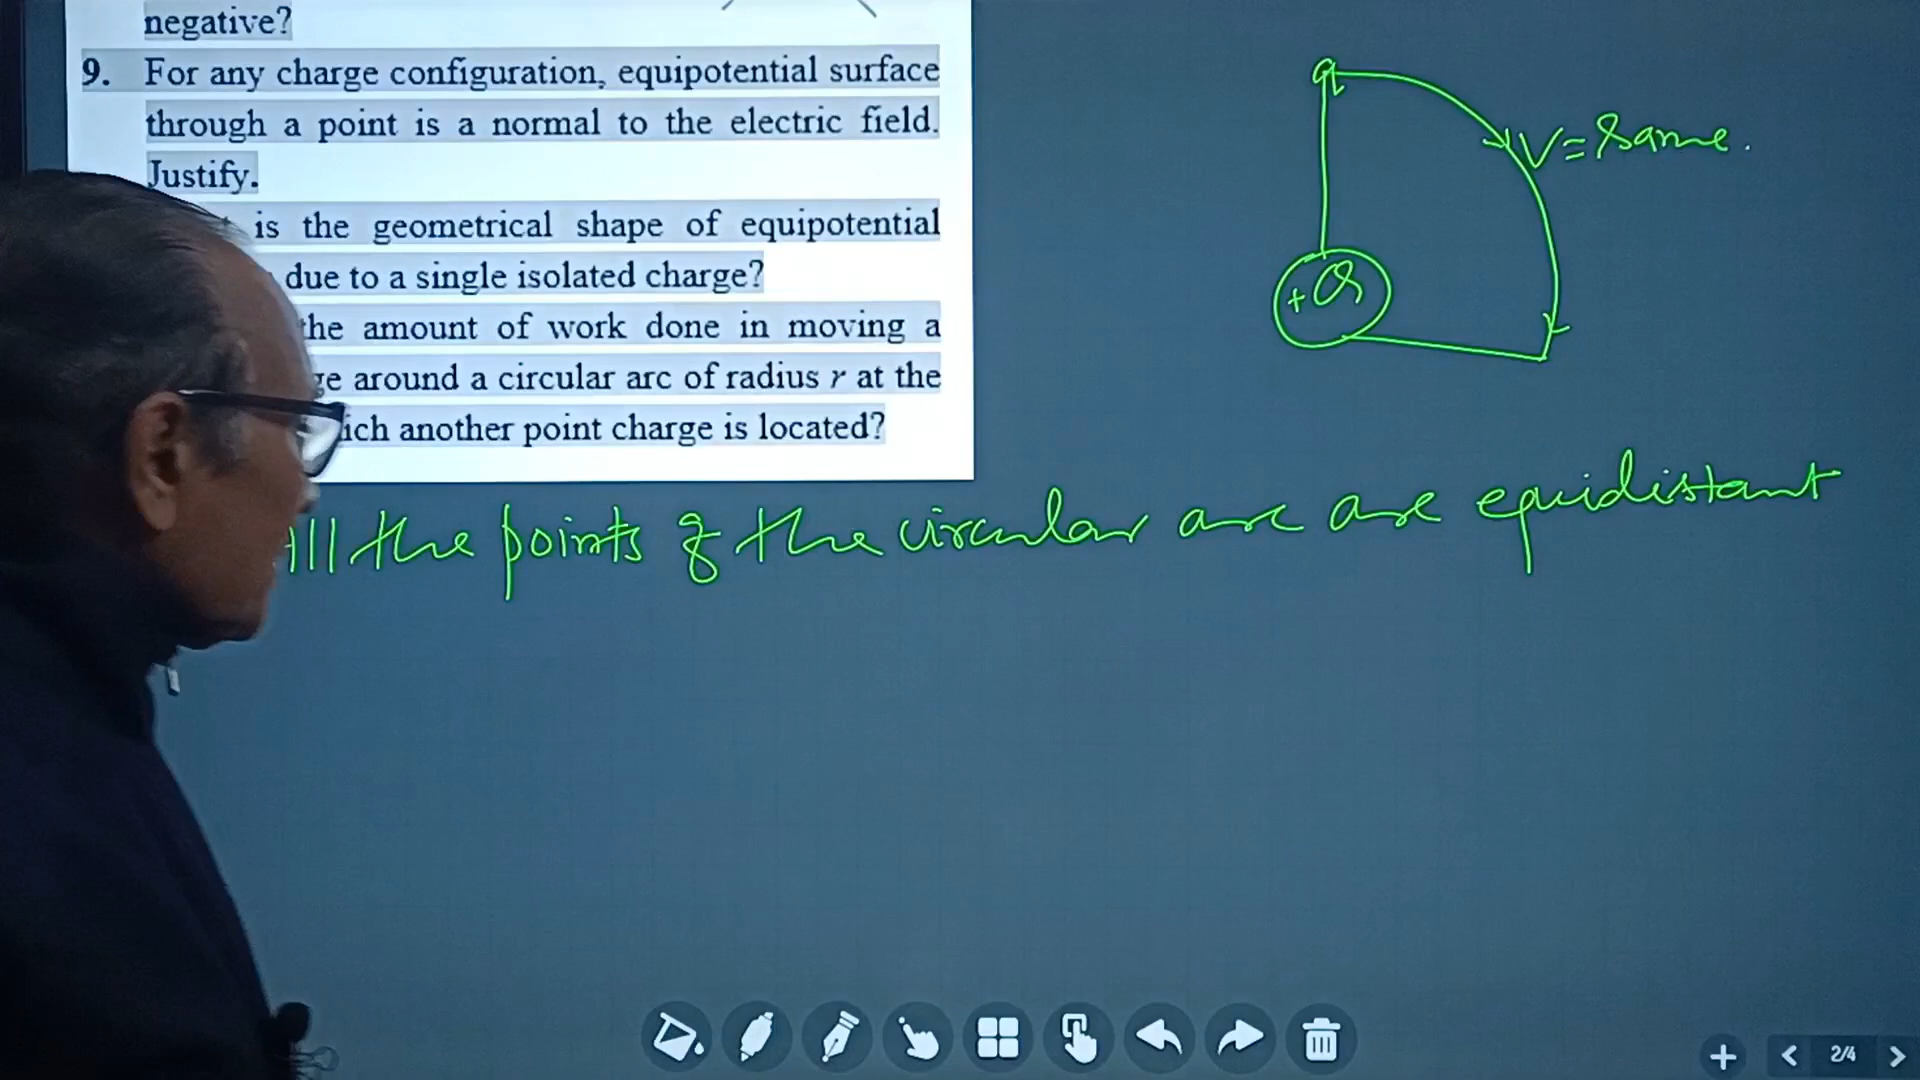 negative?
9. For any charge configuration, equipotential surface
through a point is a normal to the electric field.
Justify.
is the geometrical shape of equipotential
due to a single isolated charge?
the amount of work done in moving a
around a circular arc of radius r at the
another point charge is located?
q
V = Same.
+Q
All the points of the circular arc are equidistant
2/4